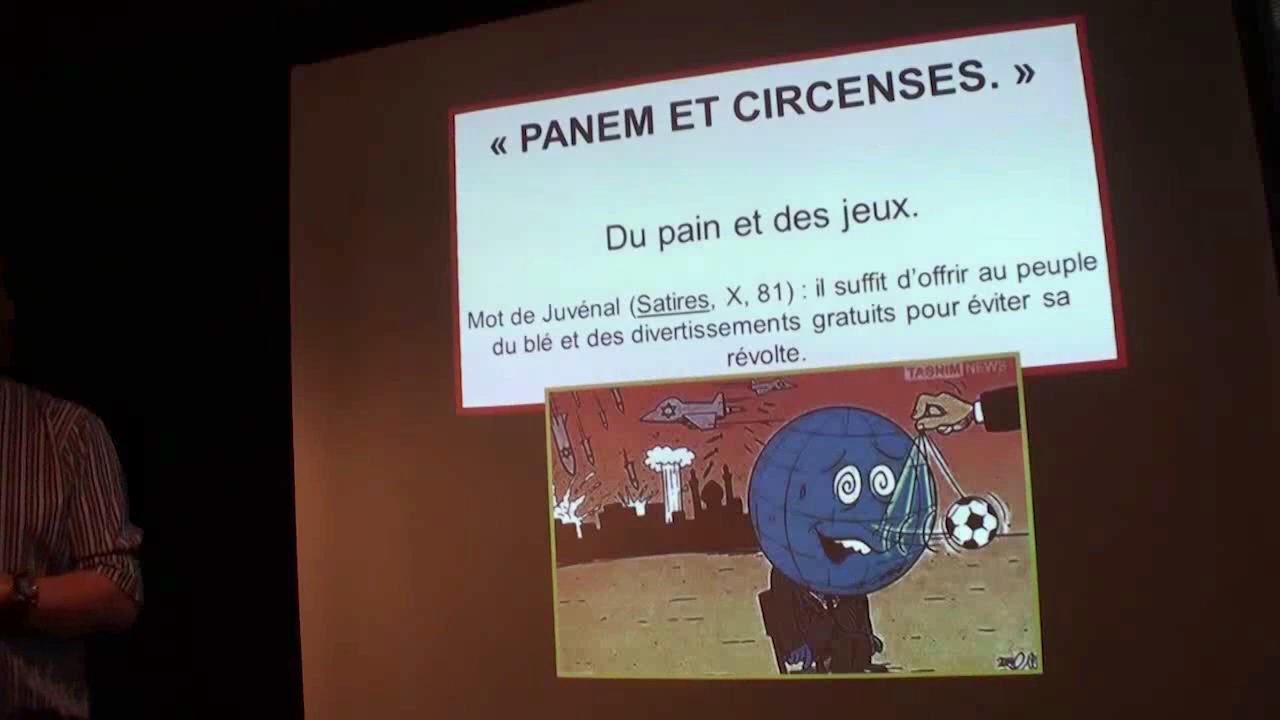 « PANEM ET CIRCENSES. »
Du pain et des jeux.
Mot de Juvénal (Satires, X, 81) : il suffit d'offrir au peuple
du blé et des divertissements gratuits pour éviter sa
révolte.
TASNIM NEWS